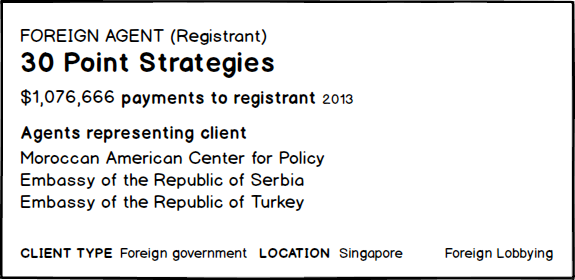 FOREIGN AGENT (Registrant)
30 Point Strategies
$1,076,666 payments to registrant 2013
Agents representing client
Moroccan American Center for Policy
Embassy of the Republic of Serbia
Embassy of the Republic of Turkey
CLIENT TYPE Foreign government LOCATION Singapore Foreign Lobbying